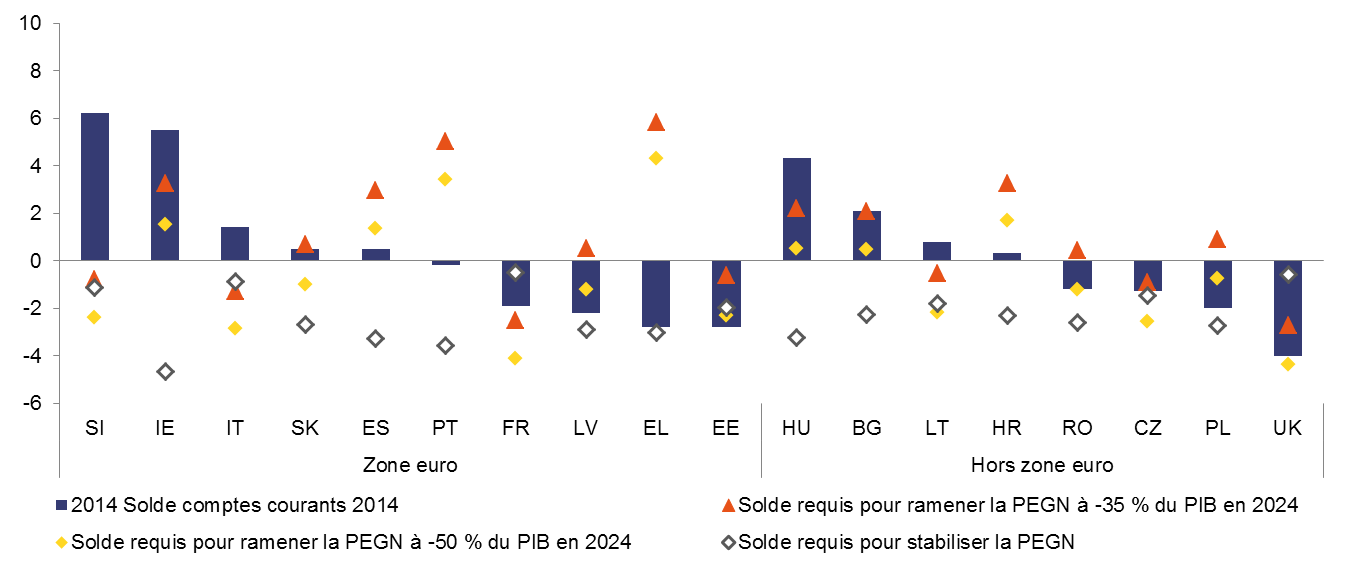 10
8
6
4
2
0
-2
-4
-6
SI IE IT SK ES PT FR LV EL EE HU BG LT HR RO CZ PL UK
Zone euro Hors zone euro
2014 Solde comptes courants 2014 Solde requis pour ramener la PEGN à -35 % du PIB en 2024
Solde requis pour ramener la PEGN à -50 % du PIB en 2024 Solde requis pour stabiliser la PEGN